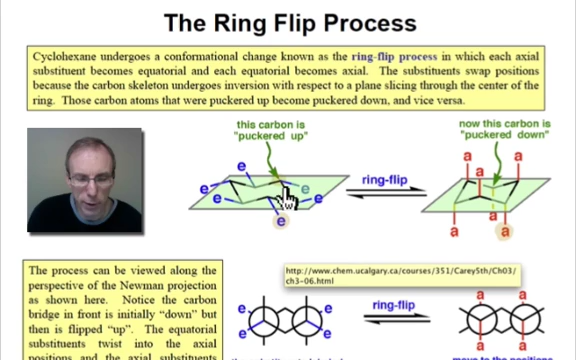 The Ring Flip Process
Cyclohexane undergoes a conformational change known as the ring-flip process in which each axial
substituent becomes equatorial and each equatorial becomes axial. The substituents swap positions
because the carbon skeleton undergoes inversion with respect to a plane slicing through the center of the
ring. Those carbon atoms that were puckered up become puckered down, and vice versa.
this carbon is
"puckered up"
now this carbon is
"puckered down"
e
e
e
e
e
e
ring-flip
a
a
a
a
a
a
The process can be viewed along the
perspective of the Newman projection
as shown here. Notice the carbon
bridge in front is initially "down" but
then is flipped "up". The equatorial
substituents twist into the axial
positions and the axial substituents
http://www.chem.ucalgary.ca/courses/351/Carey5th/Ch03/
ch3-06.html
e
e
e
e
ring-flip
a
a
a
a